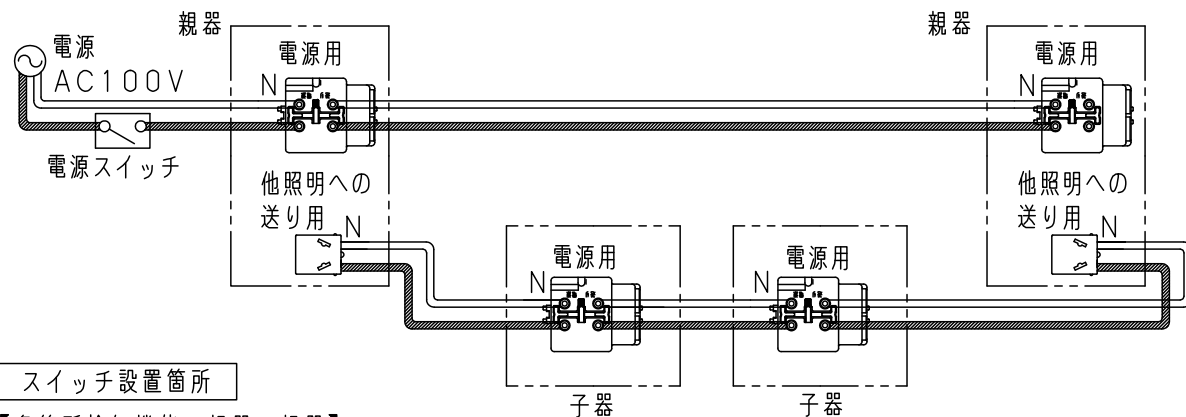 親器
親器
電源
AC100V
電源用
N
電源用
N
電源スイッチ
他照明への
送り用
N
他照明への
送り用
N
電源用
N
電源用
N
スイッチ設置箇所
子器
子器